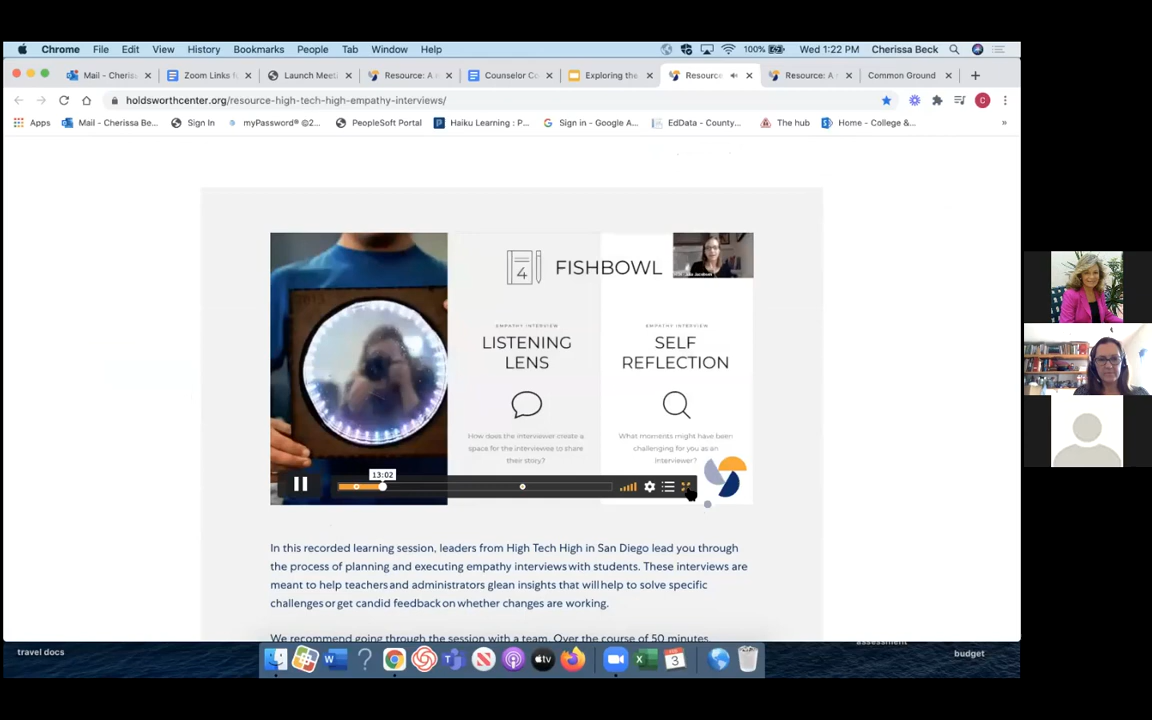 Chrome File Edit View History Bookmarks People Tab Window Help 100% Wed 1:22 PM Cherissa Beck
Mail - Cheris Zoom Links f Launch Meeti Resource: A Counselor Co Exploring the Resource Resource: A Common Ground
holdsworthcenter.org/resource-high-tech-high-empathy-interviews/
Apps Mail - Cherissa Be... Sign In myPassword® ©2... PeopleSoft Portal Haiku Learning : P... Sign in - Google A... EdData - County... The hub Home - College &...
4
FISHBOWL
EMPATHY INTERVIEW
LISTENING
LENS
How does the interviewer create a
space for the interviewee to share
their story?
EMPATHY INTERVIEW
SELF
REFLECTION
What moments might have been
challenging for you as an
interviewer?
13:02
In this recorded learning session, leaders from High Tech High in San Diego lead you through
the process of planning and executing empathy interviews with students. These interviews are
meant to help teachers and administrators glean insights that will help to solve specific
challenges or get candid feedback on whether changes are working.
We recommend going through the session with a team. Over the course of 50 minutes,
travel docs
assessment
budget
tv
3